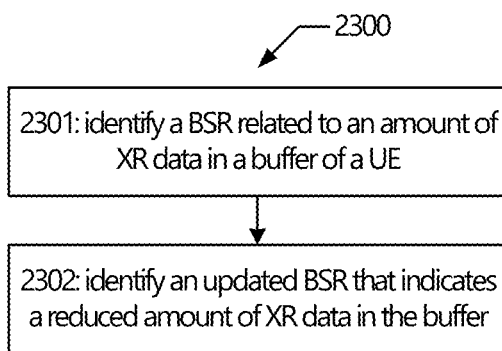 2300
2301: identify a BSR related to an amount of
XR data in a buffer of a UE
2302: identify an updated BSR that indicates
a reduced amount of XR data in the buffer